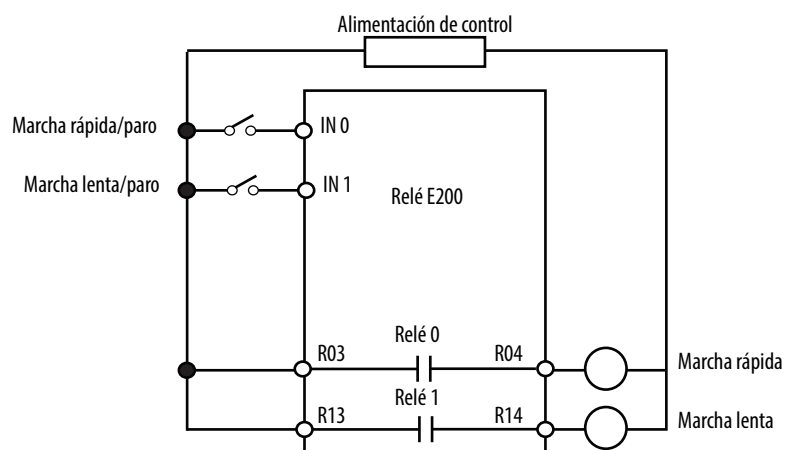 Alimentación de control
Marcha rápida/paro
IN 0
Marcha lenta/paro
IN 1
Relé E200
Relé 0
R03
R04
Marcha rápida
Relé 1
R13
R14
Marcha lenta